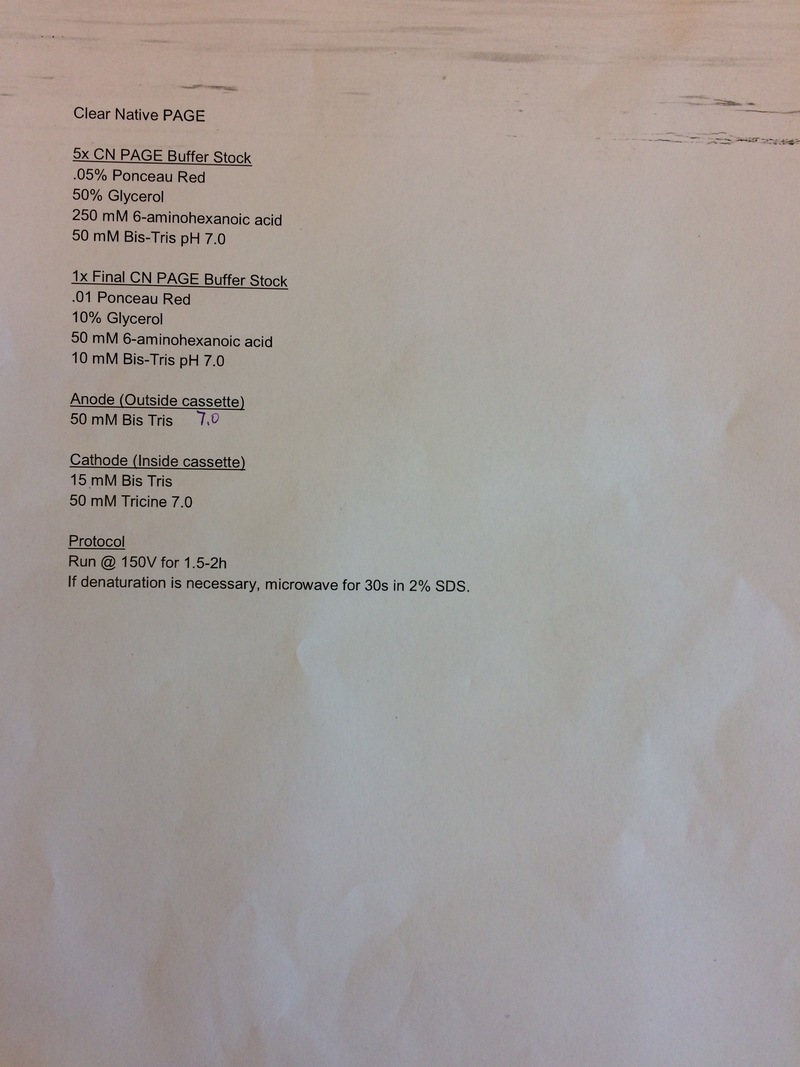 Clear Native PAGE
5x CN PAGE Buffer Stock
.05% Ponceau Red
50% Glycerol
250 mM 6-aminohexanoic acid
50 mM Bis-Tris pH 7.0
1x Final CN PAGE Buffer Stock
.01 Ponceau Red
10% Glycerol
50 mM 6-aminohexanoic acid
10 mM Bis-Tris pH 7.0
Anode (Outside cassette)
50 mM Bis Tris 7.0
Cathode (Inside cassette)
15 mM Bis Tris
50 mM Tricine 7.0
Protocol
Run @ 150V for 1.5-2h
If denaturation is necessary, microwave for 30s in 2% SDS.